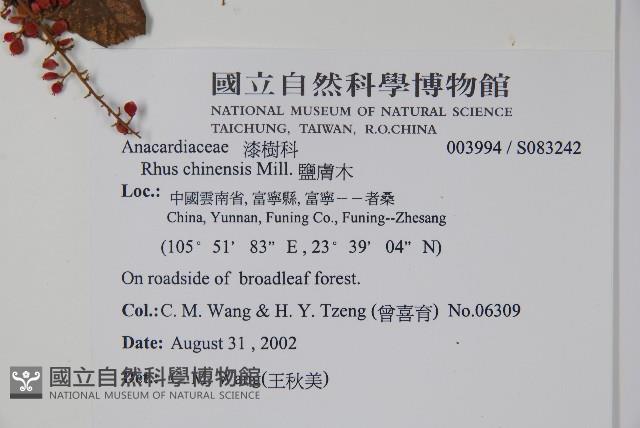 國立自然科學博物館
NATIONAL MUSEUM OF NATURAL SCIENCE
TAICHUNG, TAIWAN, R.O.CHINA
Anacardiaceae 漆樹科 003994 / S083242
Rhus chinensis Mill. 鹽膚木
Loc.: 中國雲南省, 富寧縣, 富寧－－者桑
China, Yunnan, Funing Co., Funing--Zhesang
(105° 51' 83" E , 23° 39' 04" N)
On roadside of broadleaf forest.
Col.: C. M. Wang & H. Y. Tzeng (曾喜育) No.06309
Date: August 31 , 2002
Det.: C. M. Wang(王秋美)
國立自然科學博物館
NATIONAL MUSEUM OF NATURAL SCIENCE